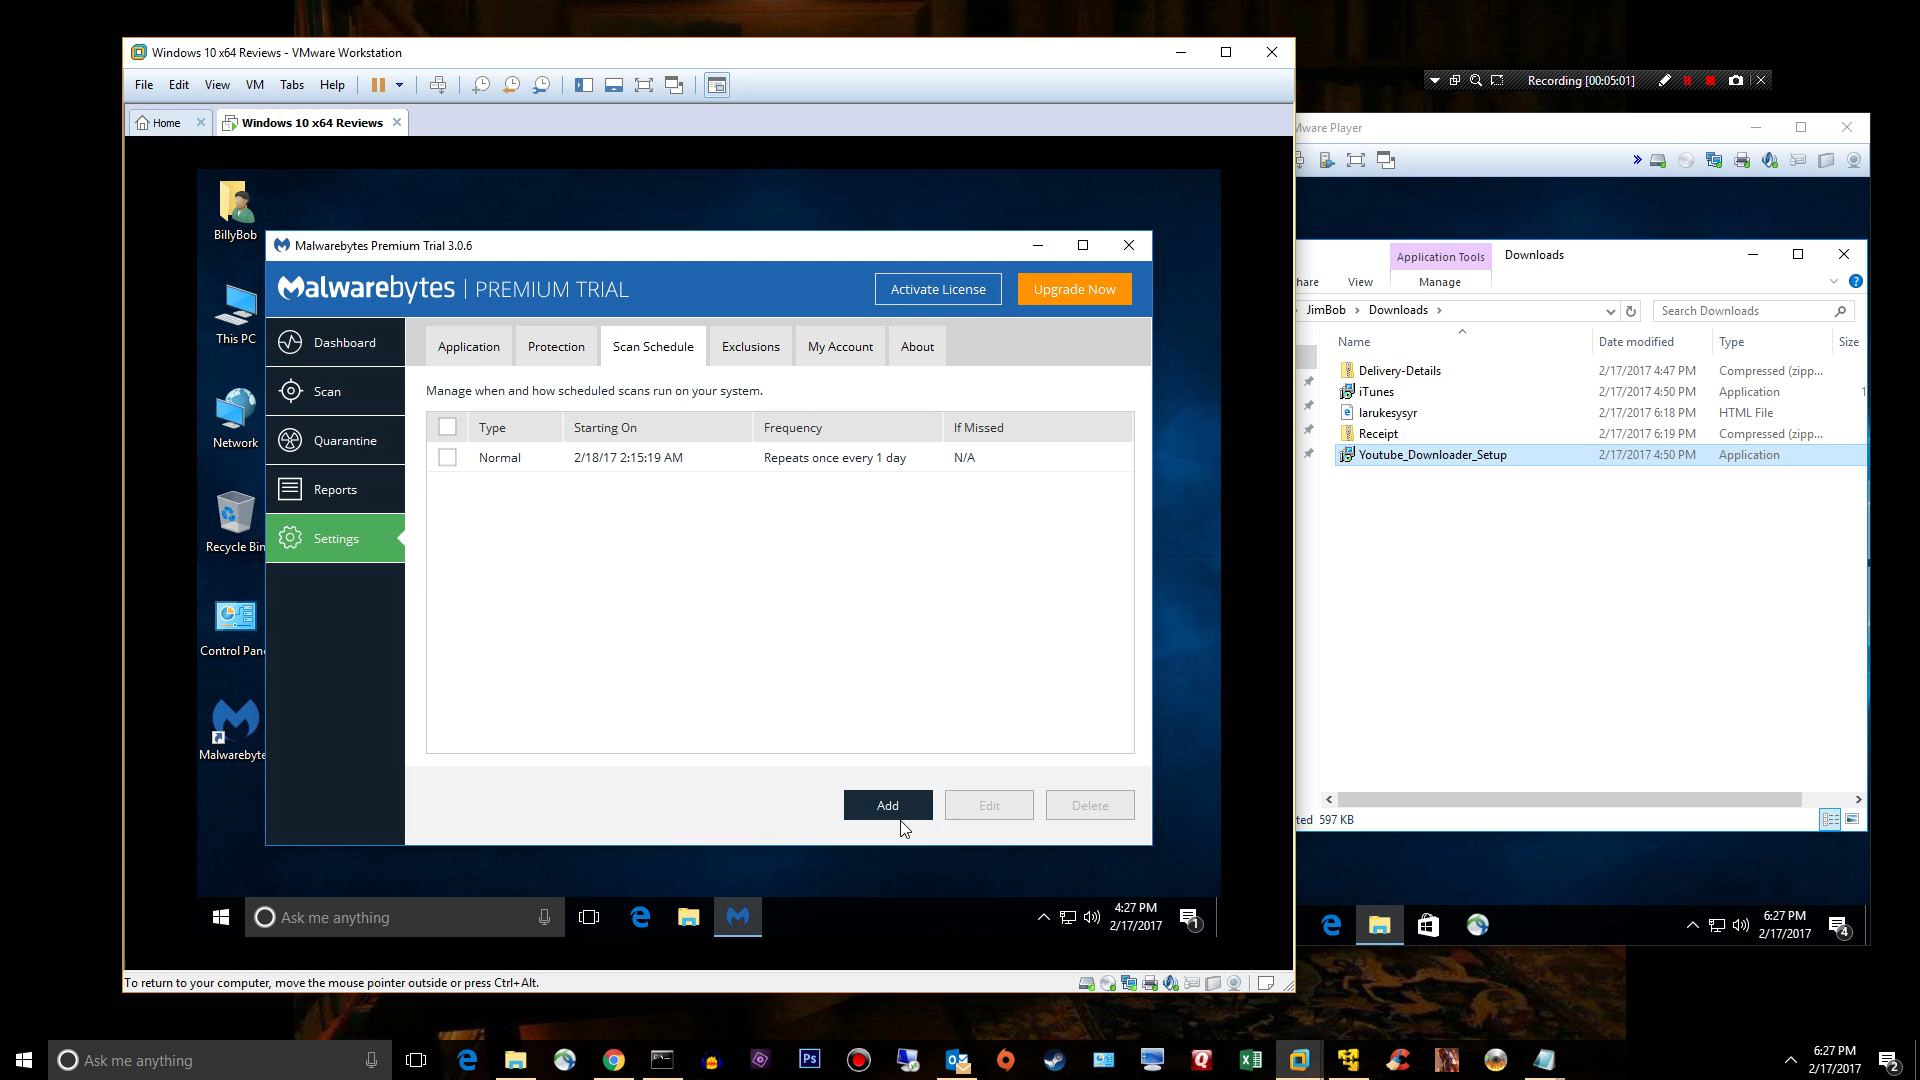 Windows 10 x64 Reviews - VMware Workstation
File Edit View VM Tabs Help
Recording [00:05:01]
Home
Windows 10 x64 Reviews
Mware Player
BillyBob
This PC
Network
Recycle Bin
Control Pane
Malwarebyte
Malwarebytes Premium Trial 3.0.6
Malwarebytes | PREMIUM TRIAL
Activate License
Upgrade Now
Dashboard
Scan
Quarantine
Reports
Settings
Application Protection Scan Schedule Exclusions My Account About
Manage when and how scheduled scans run on your system.
Type Starting On Frequency If Missed
Normal 2/18/17 2:15:19 AM Repeats once every 1 day N/A
Add Edit Delete
Ask me anything
4:27 PM
2/17/2017
1
To return to your computer, move the mouse pointer outside or press Ctrl+Alt.
Application Tools Downloads
hare View Manage
JimBob Downloads
Search Downloads
Name Date modified Type Size
Delivery-Details 2/17/2017 4:47 PM Compressed (zipp...
iTunes 2/17/2017 4:50 PM Application 1
larukesysyr 2/17/2017 6:18 PM HTML File
Receipt 2/17/2017 6:19 PM Compressed (zipp...
Youtube_Downloader_Setup 2/17/2017 4:50 PM Application
ted 597 KB
6:27 PM
2/17/2017
4
Ask me anything
Ps
6:27 PM
2/17/2017
2